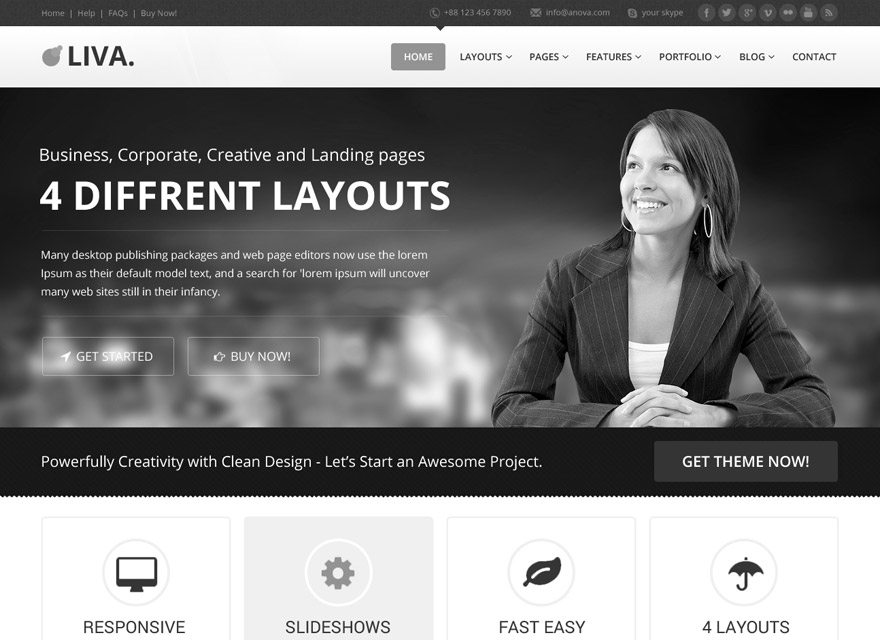 Home | Help | FAQs | Buy Now!
+88 123 456 7890
info@anova.com
your skype
LIVA.
HOME
LAYOUTS
PAGES
FEATURES
PORTFOLIO
BLOG
CONTACT
Business, Corporate, Creative and Landing pages
4 DIFFRENT LAYOUTS
Many desktop publishing packages and web page editors now use the lorem
Ipsum as their default model text, and a search for 'lorem ipsum will uncover
many web sites still in their infancy.
GET STARTED
BUY NOW!
Powerfully Creativity with Clean Design - Let's Start an Awesome Project.
GET THEME NOW!
RESPONSIVE
SLIDESHOWS
FAST EASY
4 LAYOUTS